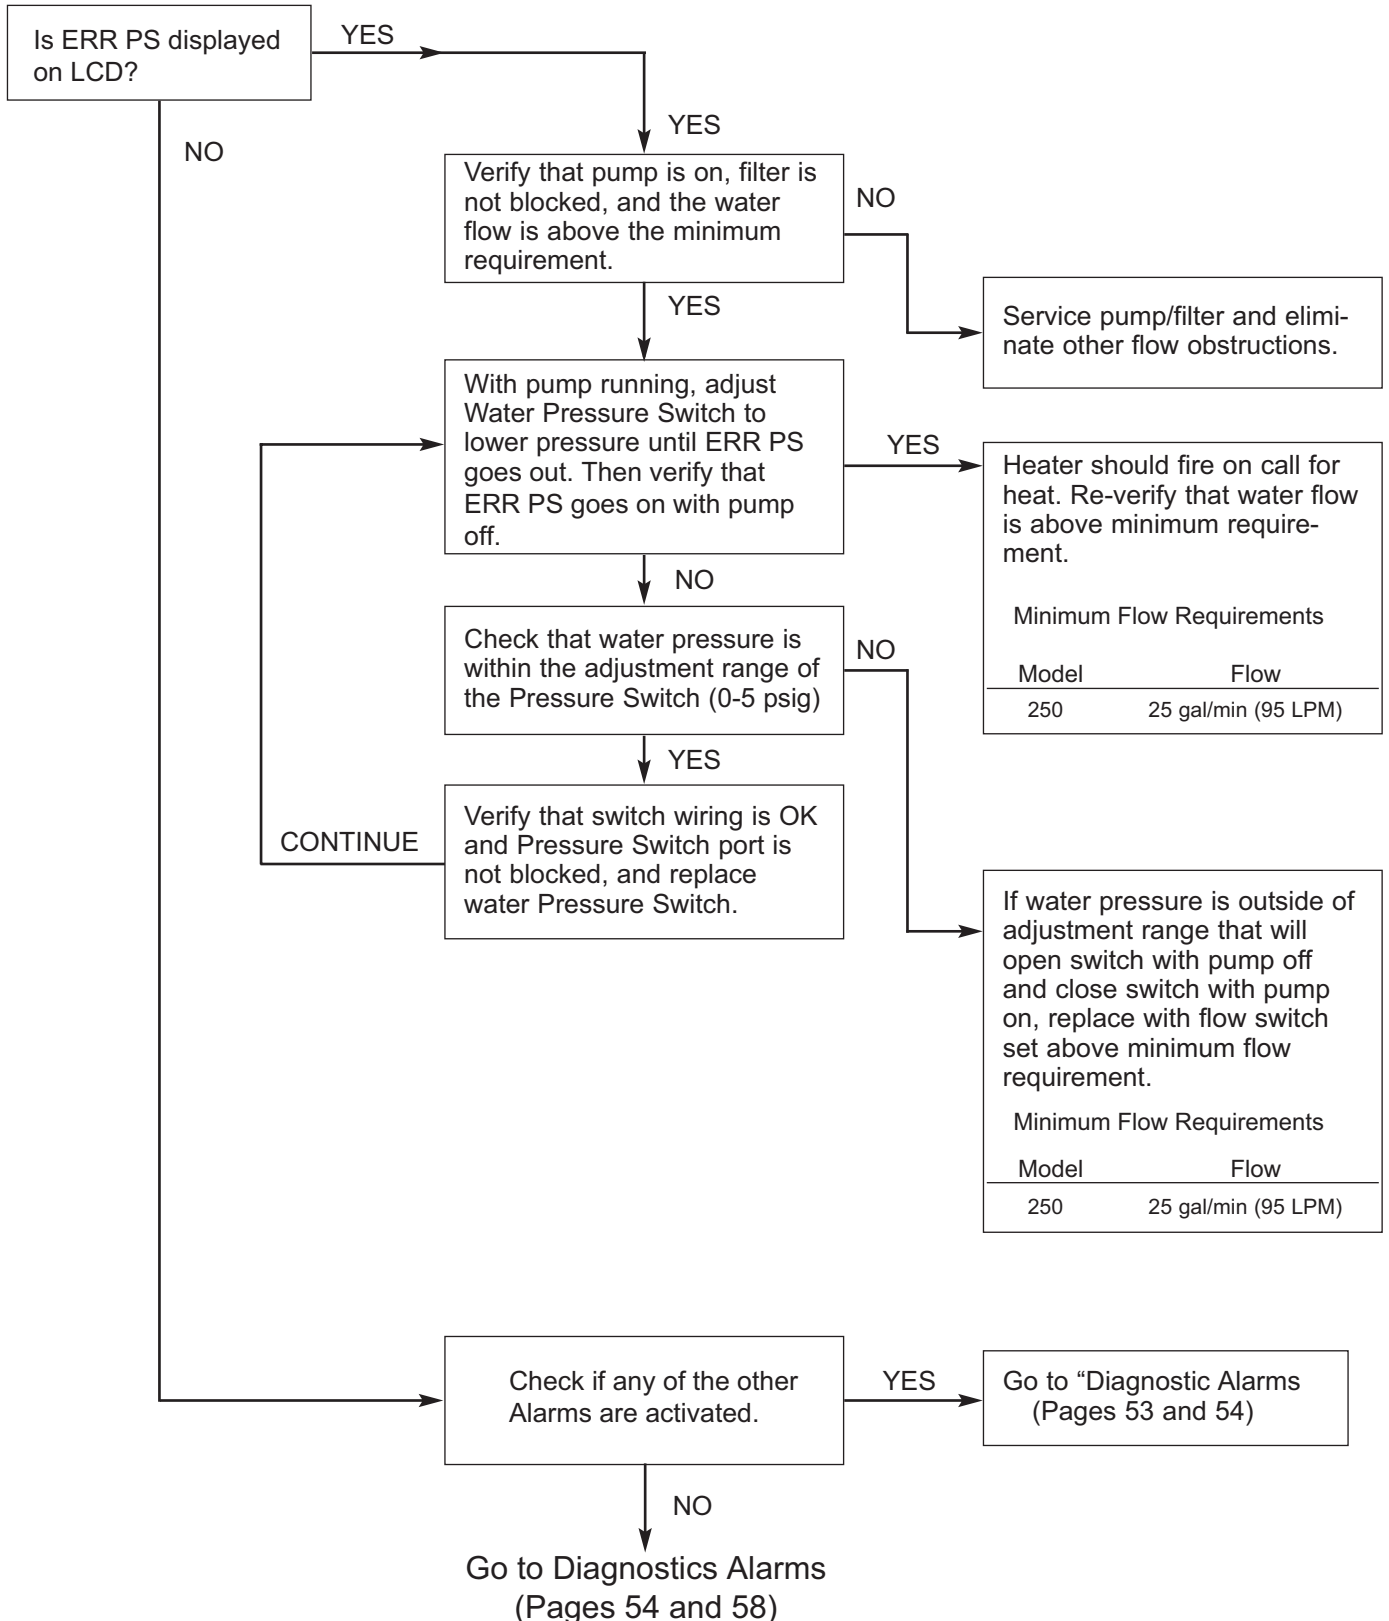 Is ERR PS displayed
on LCD?
YES
NO
YES
Verify that pump is on, filter is
not blocked, and the water
flow is above the minimum
requirement.
NO
YES
Service pump/filter and elimi-
nate other flow obstructions.
With pump running, adjust
Water Pressure Switch to
lower pressure until ERR PS
goes out. Then verify that
ERR PS goes on with pump
off.
YES
Heater should fire on call for
heat. Re-verify that water flow
is above minimum require-
ment.
Minimum Flow Requirements
Model Flow
250 25 gal/min (95 LPM)
NO
Check that water pressure is
within the adjustment range of
the Pressure Switch (0-5 psig)
NO
YES
Verify that switch wiring is OK
and Pressure Switch port is
not blocked, and replace
water Pressure Switch.
CONTINUE
If water pressure is outside of
adjustment range that will
open switch with pump off
and close switch with pump
on, replace with flow switch
set above minimum flow
requirement.
Minimum Flow Requirements
Model Flow
250 25 gal/min (95 LPM)
Check if any of the other
Alarms are activated.
YES
Go to “Diagnostic Alarms
(Pages 53 and 54)
NO
Go to Diagnostics Alarms
(Pages 54 and 58)